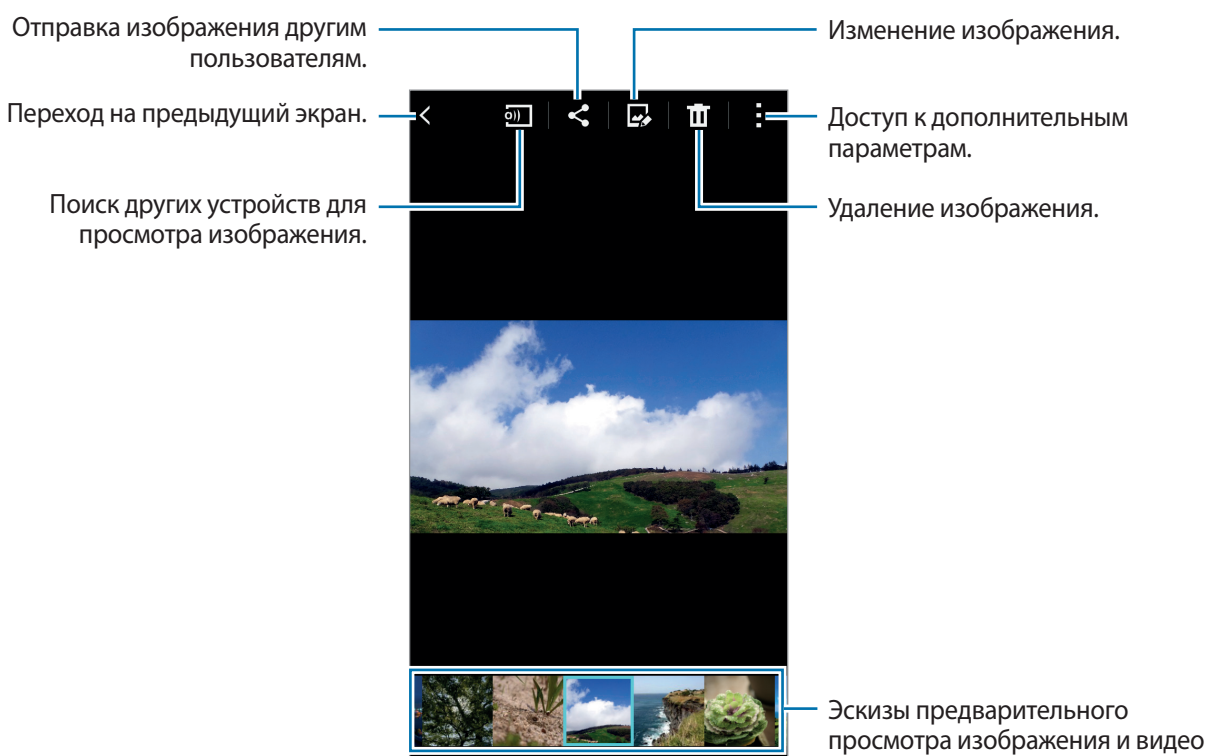 Отправка изображения другим
пользователям.
Переход на предыдущий экран.
Поиск других устройств для
просмотра изображения.
Изменение изображения.
Доступ к дополнительным
параметрам.
Удаление изображения.
Эскизы предварительного
просмотра изображения и видео